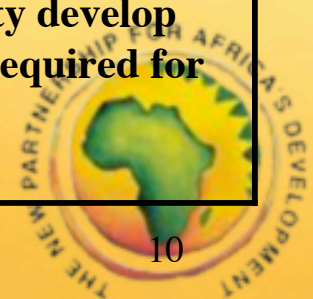 ty develop
equired for
THE NEW PARTNERSHIP FOR AFRICA'S DEVELOPMENT
10